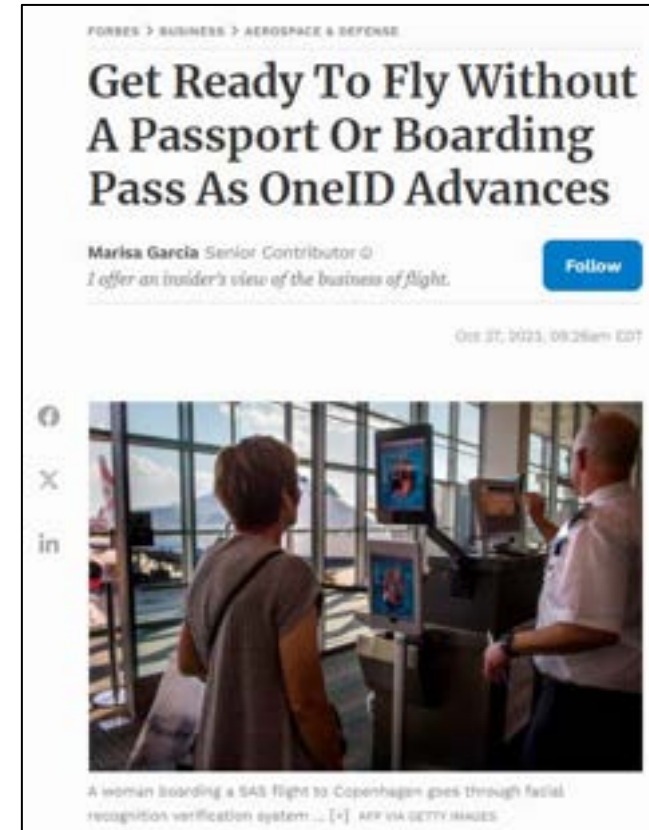 FORBES > BUSINESS > AEROSPACE & DEFENSE
Get Ready To Fly Without
A Passport Or Boarding
Pass As OneID Advances
Marisa Garcia Senior Contributor
I offer an insider's view of the business of flight.
Follow
Oct 27, 2023, 09:26am EDT
A woman boarding a SAS flight to Copenhagen goes through facial
recognition verification system ... [+] AFP VIA GETTY IMAGES